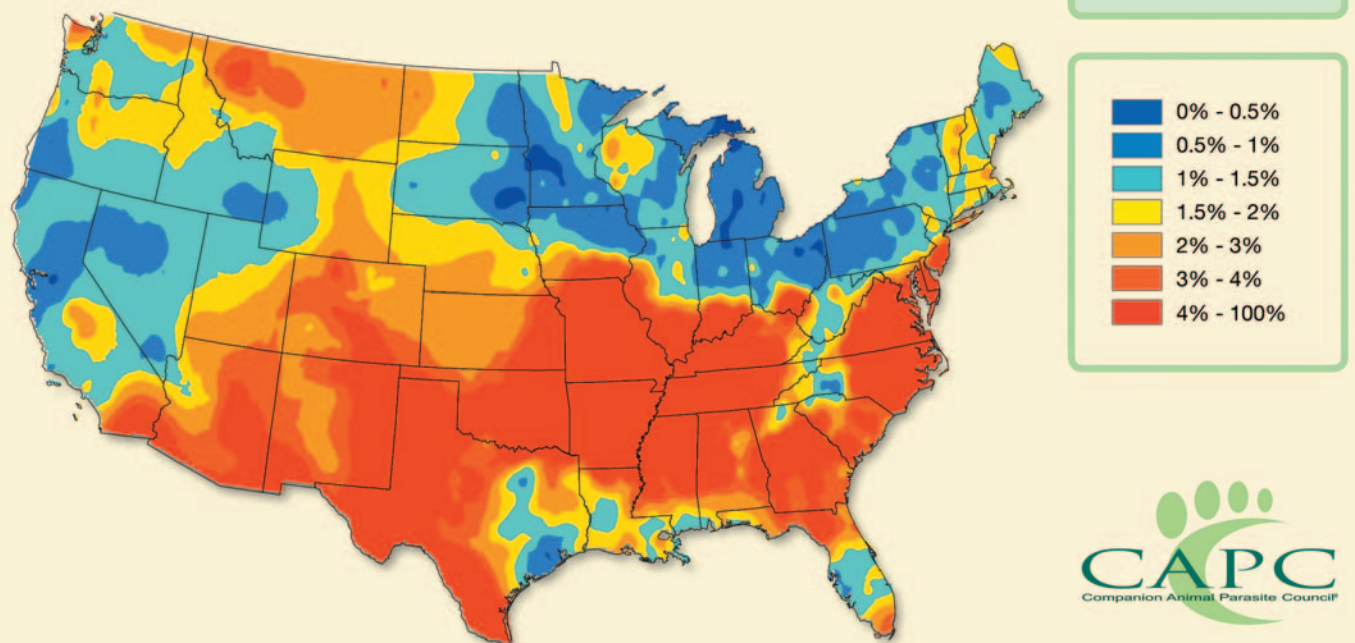 0% - 0.5%
0.5% - 1%
1% - 1.5%
1.5% - 2%
2% - 3%
3% - 4%
4% - 100%
CAPC
Companion Animal Parasite Council®